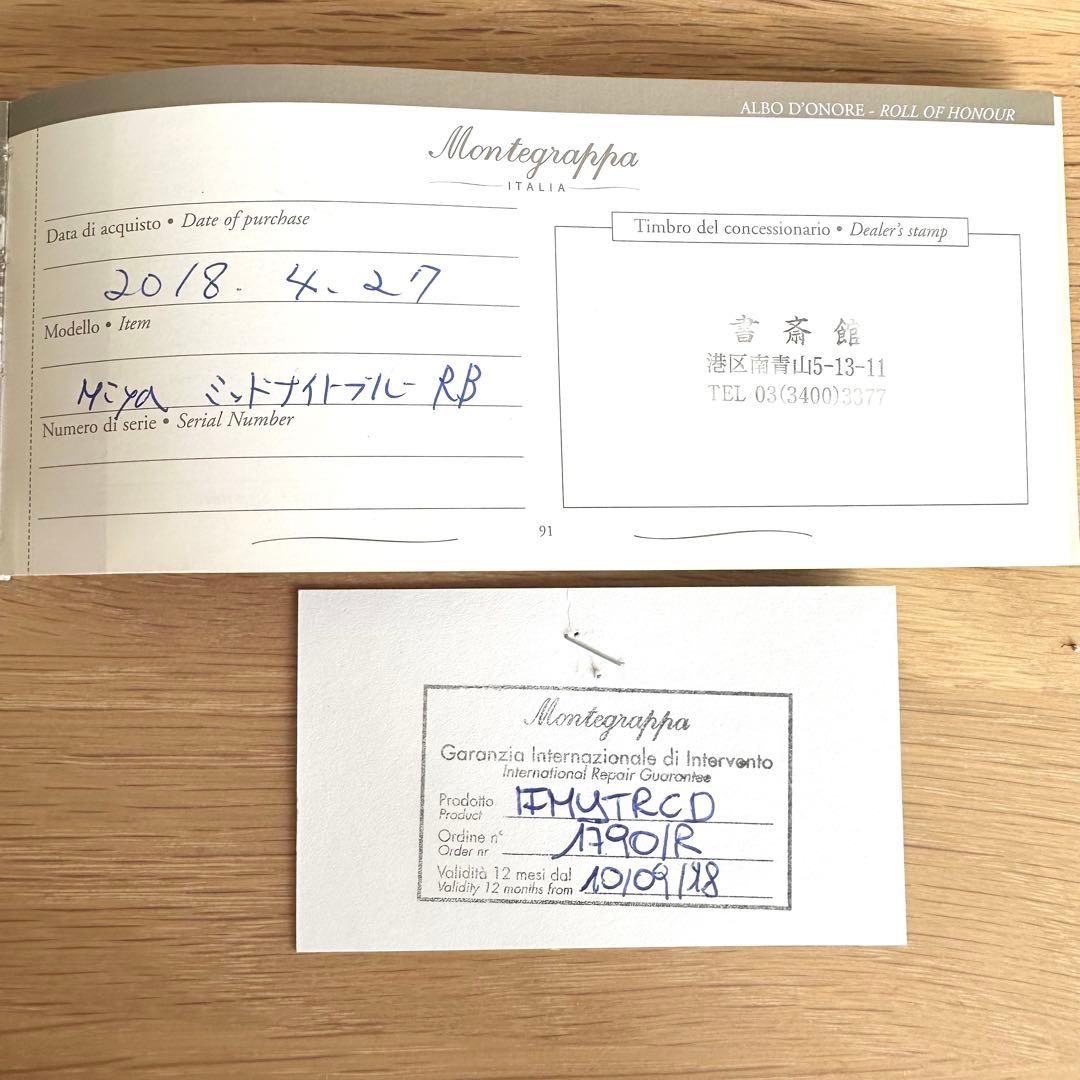 ALBO D'ONORE - ROLL OF HONOUR
Montegrappa
ITALIA
Data di acquisto • Date of purchase
2018. 4. 27
Modello • Item
Miya ミッドナイトブルー RB
Numero di serie • Serial Number
Timbro del concessionario • Dealer's stamp
書斎館
港区南青山5-13-11
TEL 03(3400)3377
91
Montegrappa
Garanzia Internazionale di Intervento
International Repair Guarantee
Prodotto
Product
IFMYTRCD
Ordine n°
Order nr
1790/R
Validità 12 mesi dal
Validity 12 months from
10/09/18